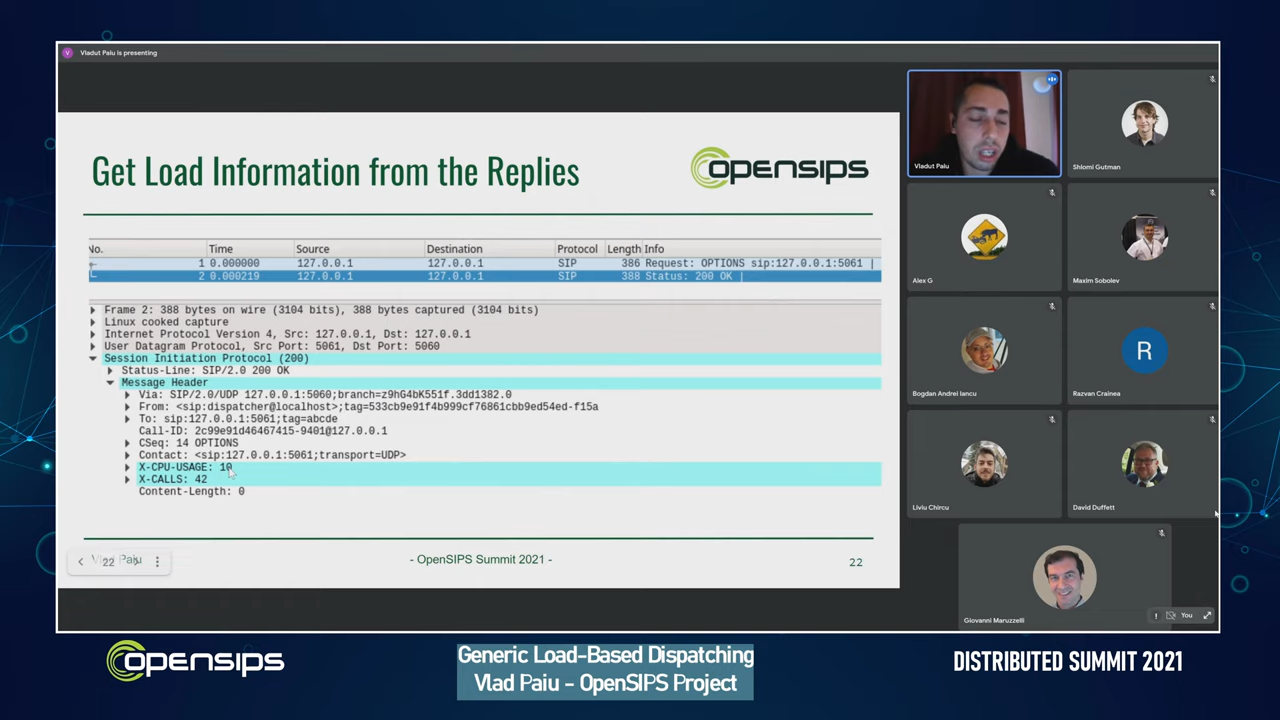 V Vladut Paiu is presenting
Get Load Information from the Replies
opensips
No. Time Source Destination Protocol Length Info
1 0.000000 127.0.0.1 127.0.0.1 SIP 386 Request: OPTIONS sip:127.0.0.1:5061 |
2 0.000219 127.0.0.1 127.0.0.1 SIP 388 Status: 200 OK |
Frame 2: 388 bytes on wire (3104 bits), 388 bytes captured (3104 bits)
Linux cooked capture
Internet Protocol Version 4, Src: 127.0.0.1, Dst: 127.0.0.1
User Datagram Protocol, Src Port: 5061, Dst Port: 5060
Session Initiation Protocol (200)
Status-Line: SIP/2.0 200 OK
Message Header
Via: SIP/2.0/UDP 127.0.0.1:5060;branch=z9hG4bK551f.3dd1382.0
From: <sip:dispatcher@localhost>;tag=533cb9e91f4b999cf76861cbb9ed54ed-f15a
To: sip:127.0.0.1:5061;tag=abcde
Call-ID: 2c99e91d46467415-9401@127.0.0.1
CSeq: 14 OPTIONS
Contact: <sip:127.0.0.1:5061;transport=UDP>
X-CPU-USAGE: 10
X-CALLS: 42
Content-Length: 0
Vlad Paiu
22
- OpenSIPS Summit 2021 -
22
Vladut Paiu
Shlomi Gutman
Alex G
Maxim Sobolev
Bogdan Andrei Iancu
R
Razvan Crainea
Liviu Chircu
David Duffett
Giovanni Maruzzelli
You
opensips
Generic Load-Based Dispatching
Vlad Paiu - OpenSIPS Project
DISTRIBUTED SUMMIT 2021